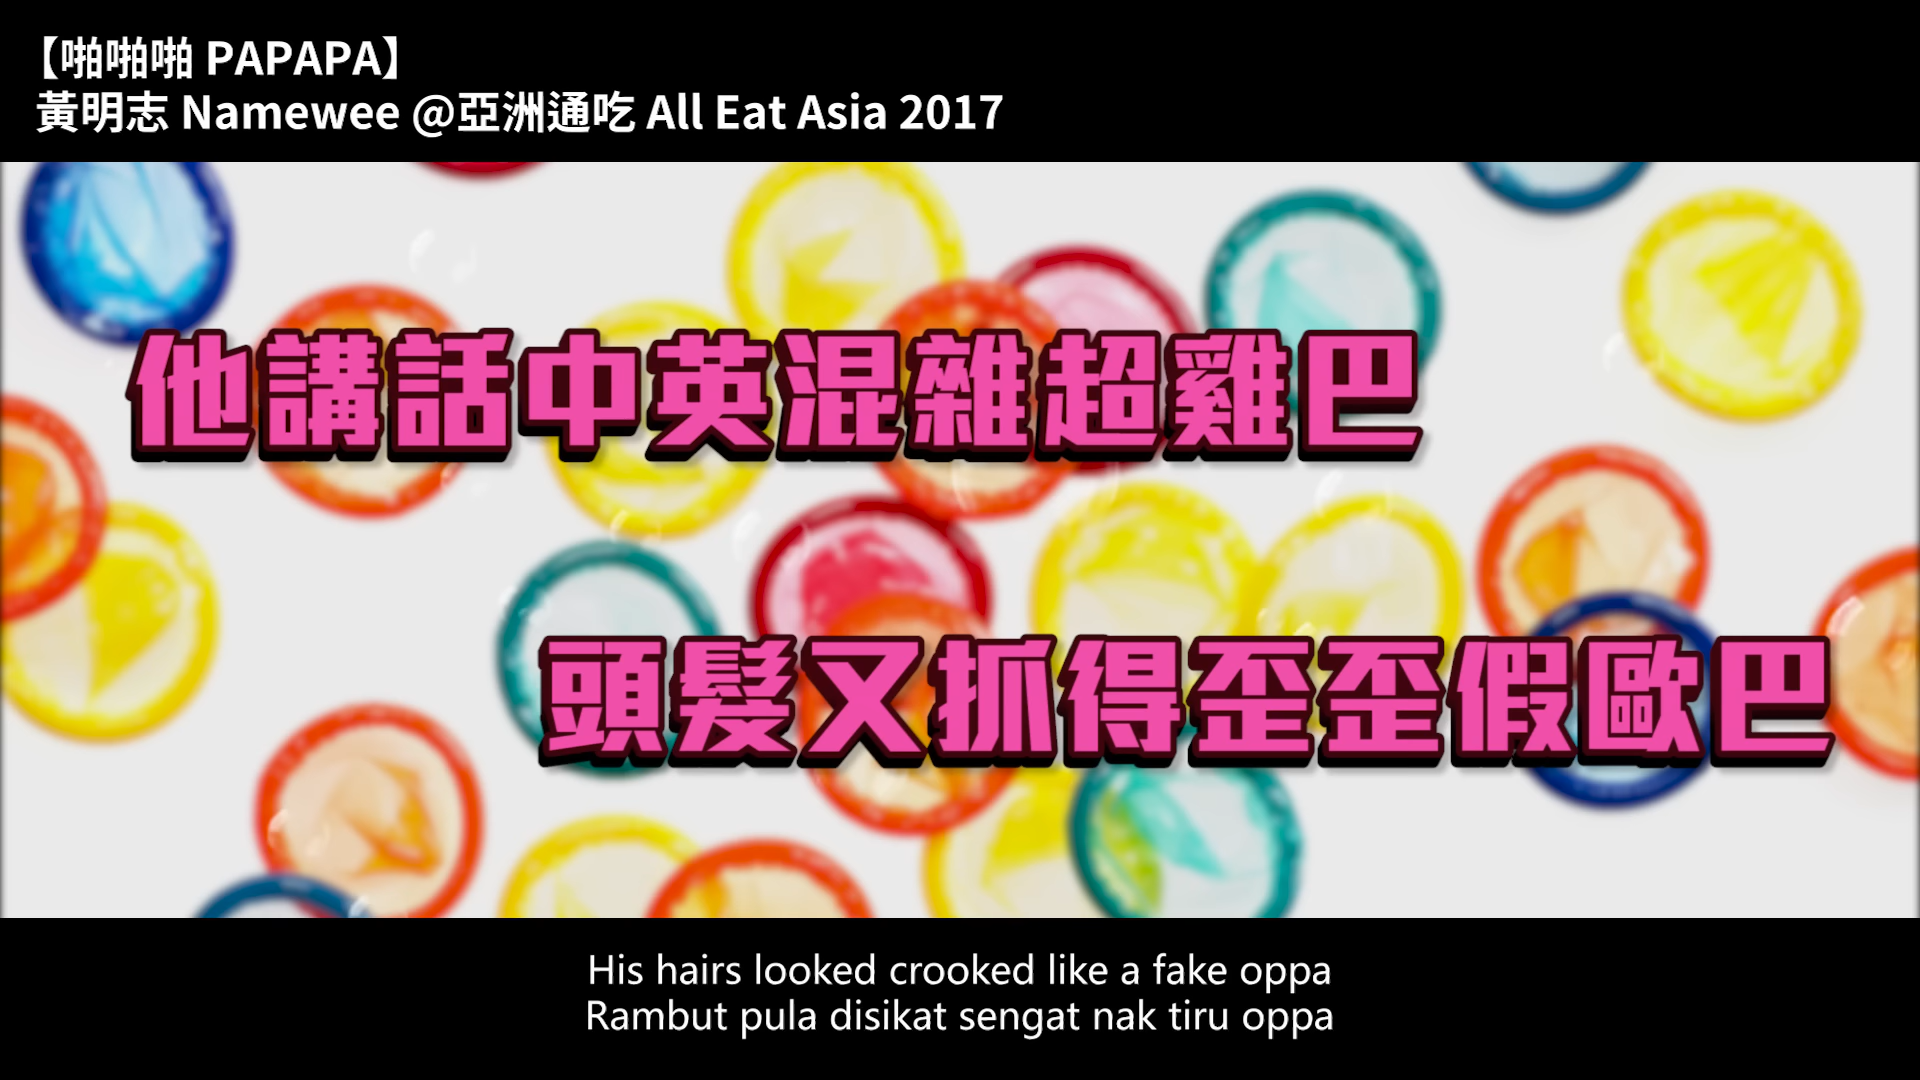 【啪啪啪 PAPAPA】
黃明志 Namewee @亞洲通吃 All Eat Asia 2017
他講話中英混雜超雞巴
頭髮又抓得歪歪假歐巴
His hairs looked crooked like a fake oppa
Rambut pula disikat sengat nak tiru oppa